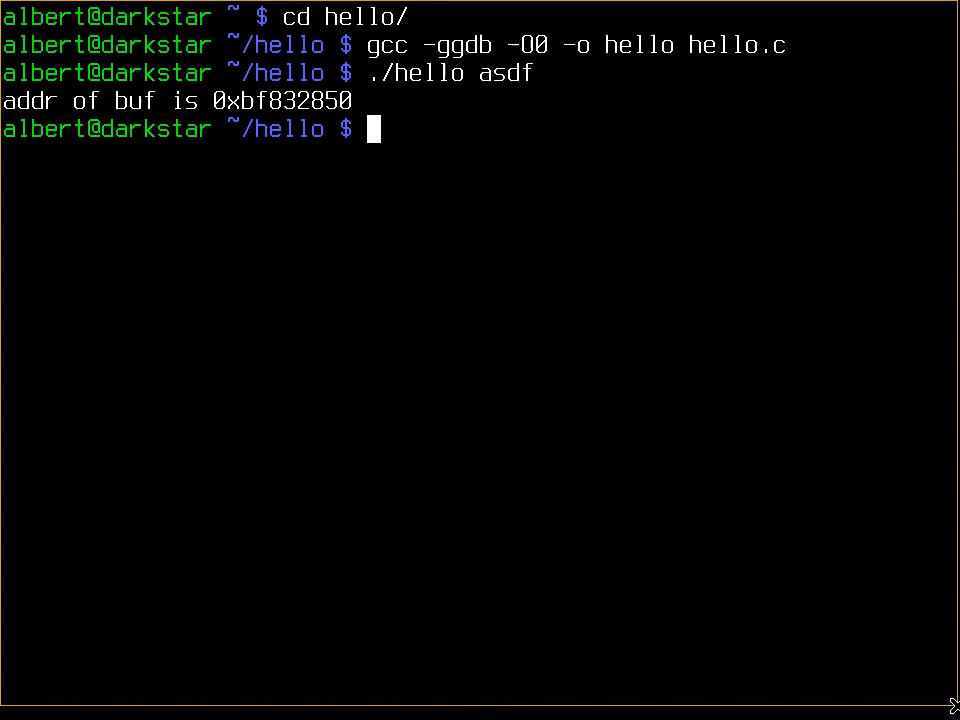 albert@darkstar ~ $ cd hello/
albert@darkstar ~/hello $ gcc -ggdb -O0 -o hello hello.c
albert@darkstar ~/hello $ ./hello asdf
addr of buf is 0xbf832850
albert@darkstar ~/hello $